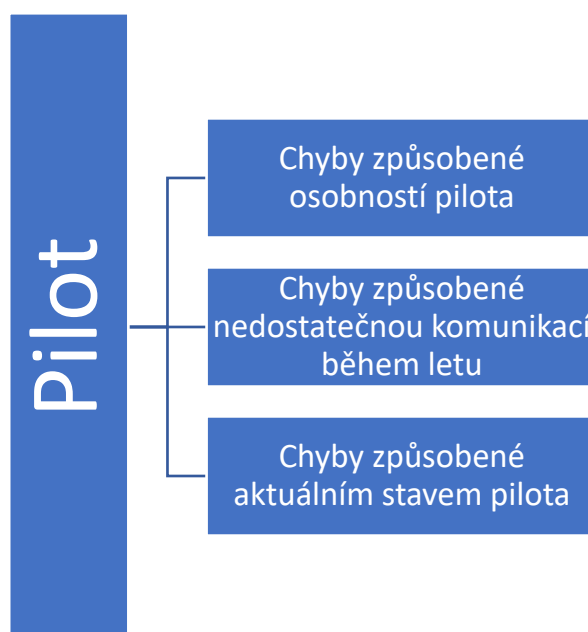 Pilot
Chyby způsobené
osobností pilota
Chyby způsobené
nedostatečnou komunikací
během letu
Chyby způsobené
aktuálním stavem pilota